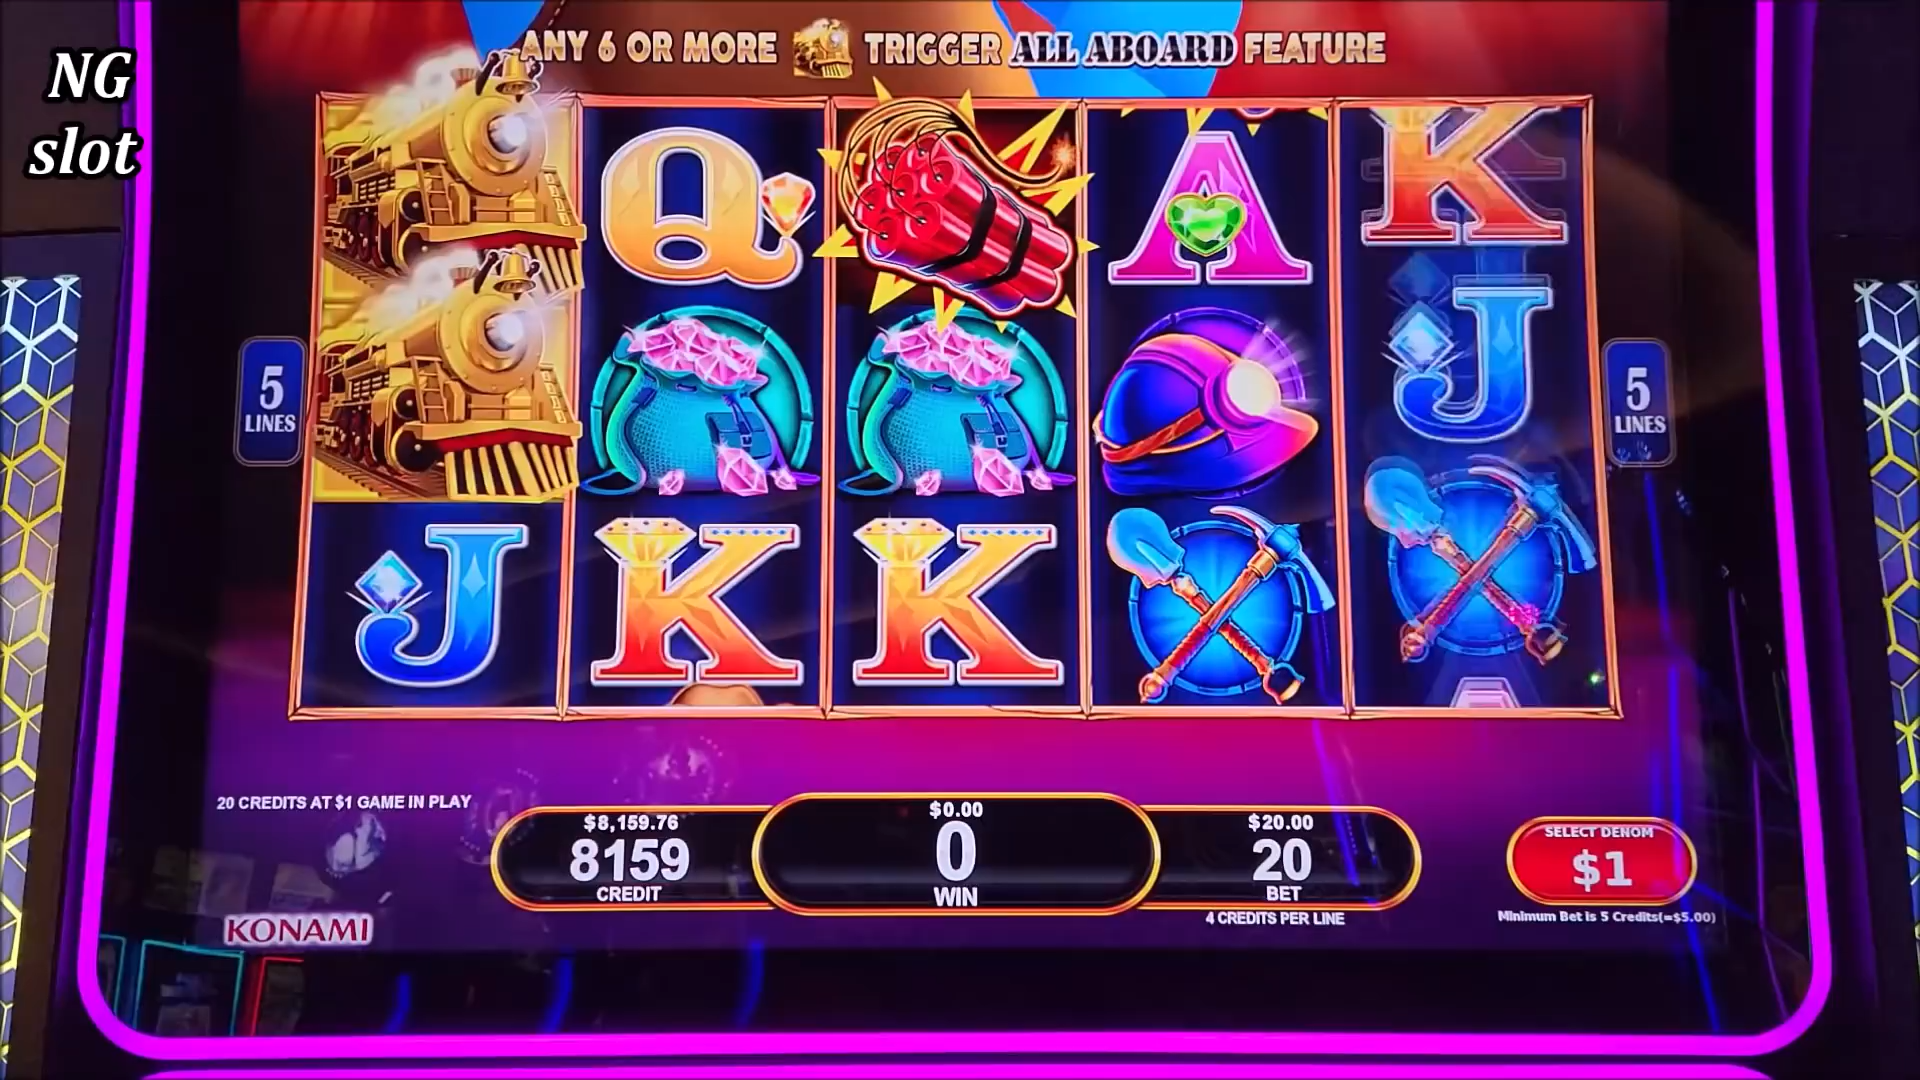 NG
slot
ANY 6 OR MORE TRIGGER ALL ABOARD FEATURE
Q
A
K
J
5
LINES
5
LINES
J
K
K
20 CREDITS AT $1 GAME IN PLAY
$8,159.76
8159
CREDIT
$0.00
0
WIN
$20.00
20
BET
4 CREDITS PER LINE
SELECT DENOM
$1
Minimum Bet is 5 Credits(=$5.00)
KONAMI